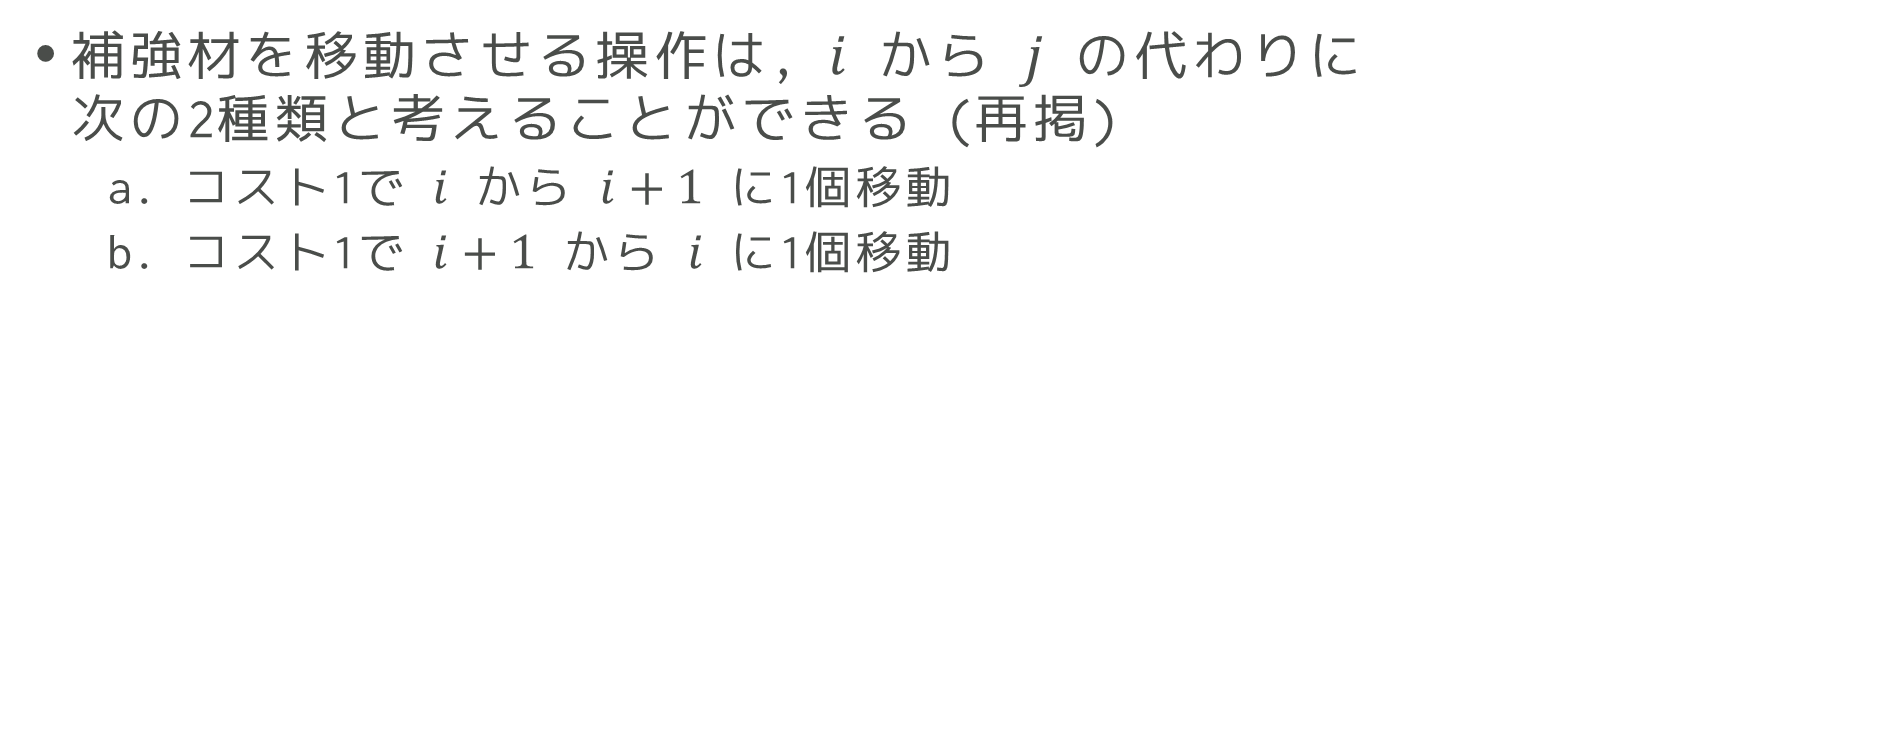 • 補強材を移動させる操作は, i から j の代わりに
次の2種類と考えることができる (再掲)
a. コスト1で i から i + 1 に1個移動
b. コスト1で i + 1 から i に1個移動